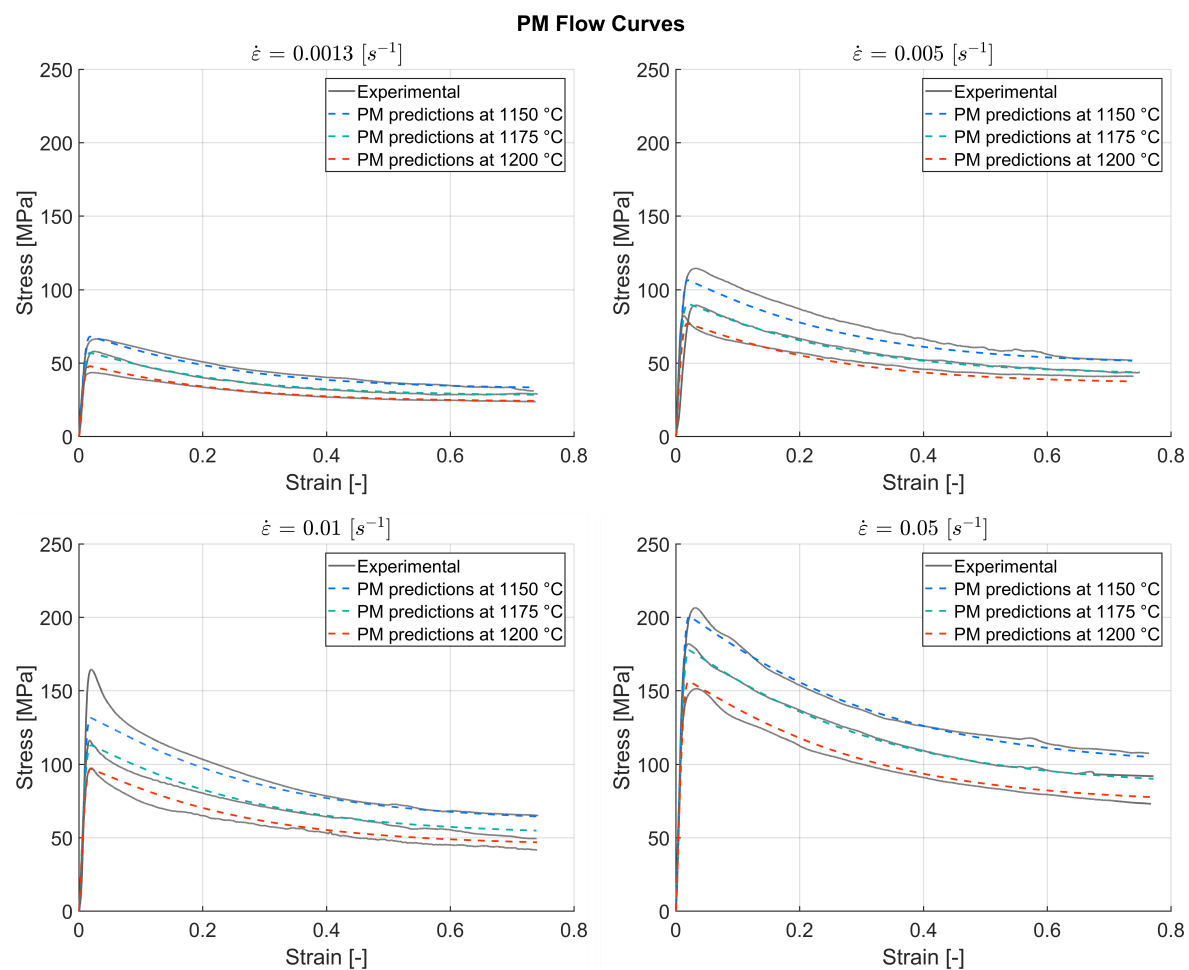 PM Flow Curves
ε̇ = 0.0013 [s⁻¹]
250
200
150
100
50
0
0 0.2 0.4 0.6 0.8
Stress [MPa]
Strain [-]
Experimental
PM predictions at 1150 °C
PM predictions at 1175 °C
PM predictions at 1200 °C
ε̇ = 0.005 [s⁻¹]
250
200
150
100
50
0
0 0.2 0.4 0.6 0.8
Stress [MPa]
Strain [-]
Experimental
PM predictions at 1150 °C
PM predictions at 1175 °C
PM predictions at 1200 °C
ε̇ = 0.01 [s⁻¹]
250
200
150
100
50
0
0 0.2 0.4 0.6 0.8
Stress [MPa]
Strain [-]
Experimental
PM predictions at 1150 °C
PM predictions at 1175 °C
PM predictions at 1200 °C
ε̇ = 0.05 [s⁻¹]
250
200
150
100
50
0
0 0.2 0.4 0.6 0.8
Stress [MPa]
Strain [-]
Experimental
PM predictions at 1150 °C
PM predictions at 1175 °C
PM predictions at 1200 °C